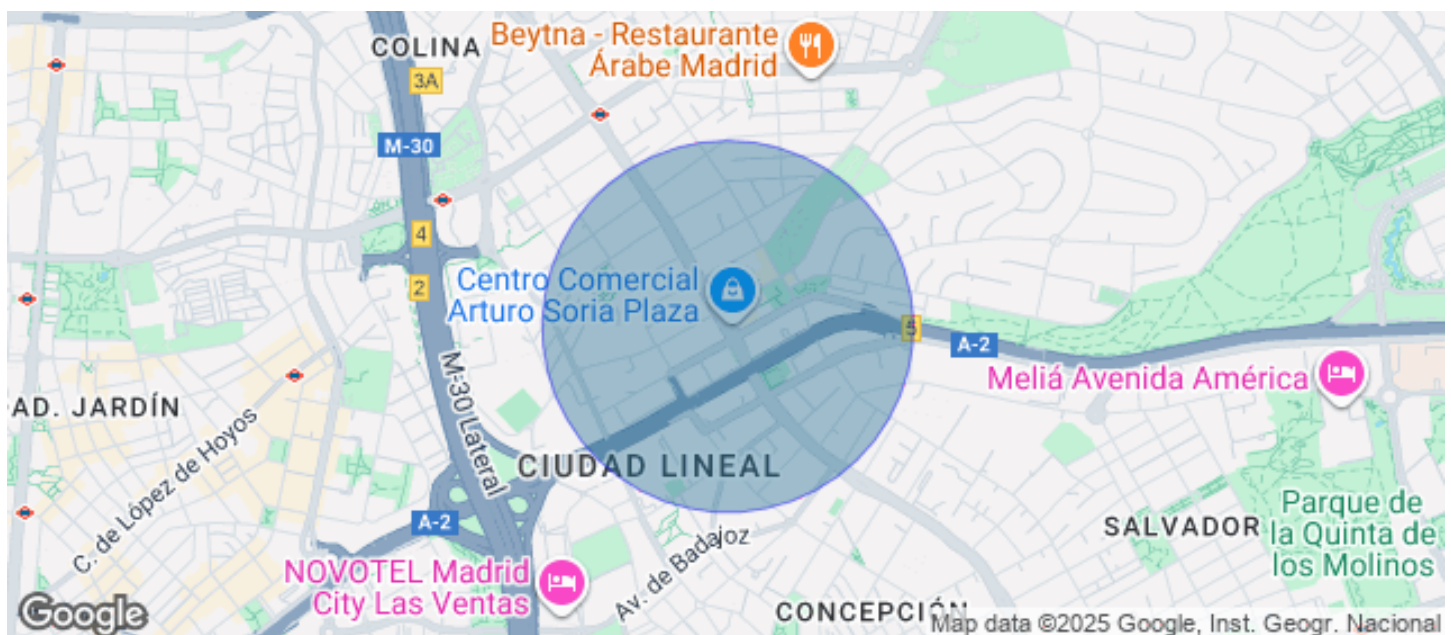 COLINA
Beytna - Restaurante
Árabe Madrid
3A
M-30
4
2
Centro Comercial
Arturo Soria Plaza
5
A-2
Meliá Avenida América
AD. JARDÍN
M-30 Lateral
C. de López de Hoyos
CIUDAD LINEAL
A-2
SALVADOR
Parque de
la Quinta de
los Molinos
NOVOTEL Madrid
City Las Ventas
Av. de Badajoz
CONCEPCIÓN
Google
Map data ©2025 Google, Inst. Geogr. Nacional